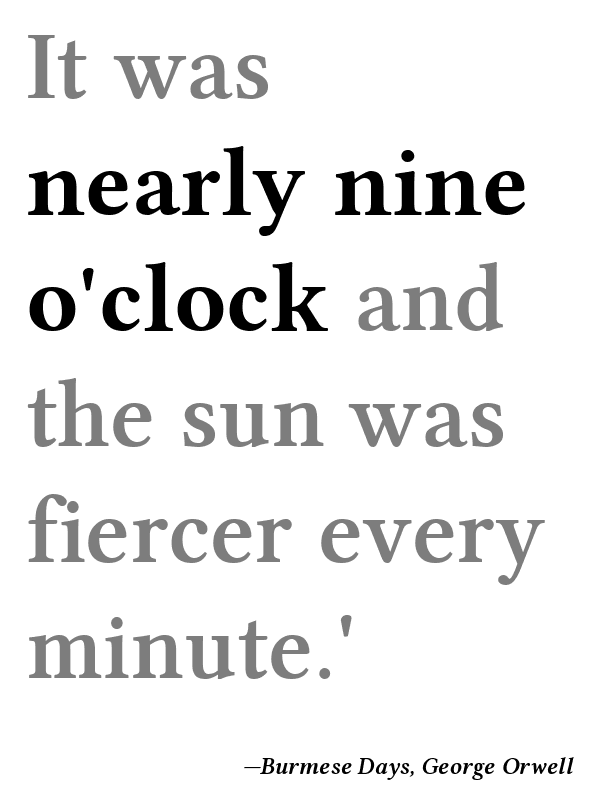 It was
nearly nine
o'clock and
the sun was
fiercer every
minute.'
—Burmese Days, George Orwell